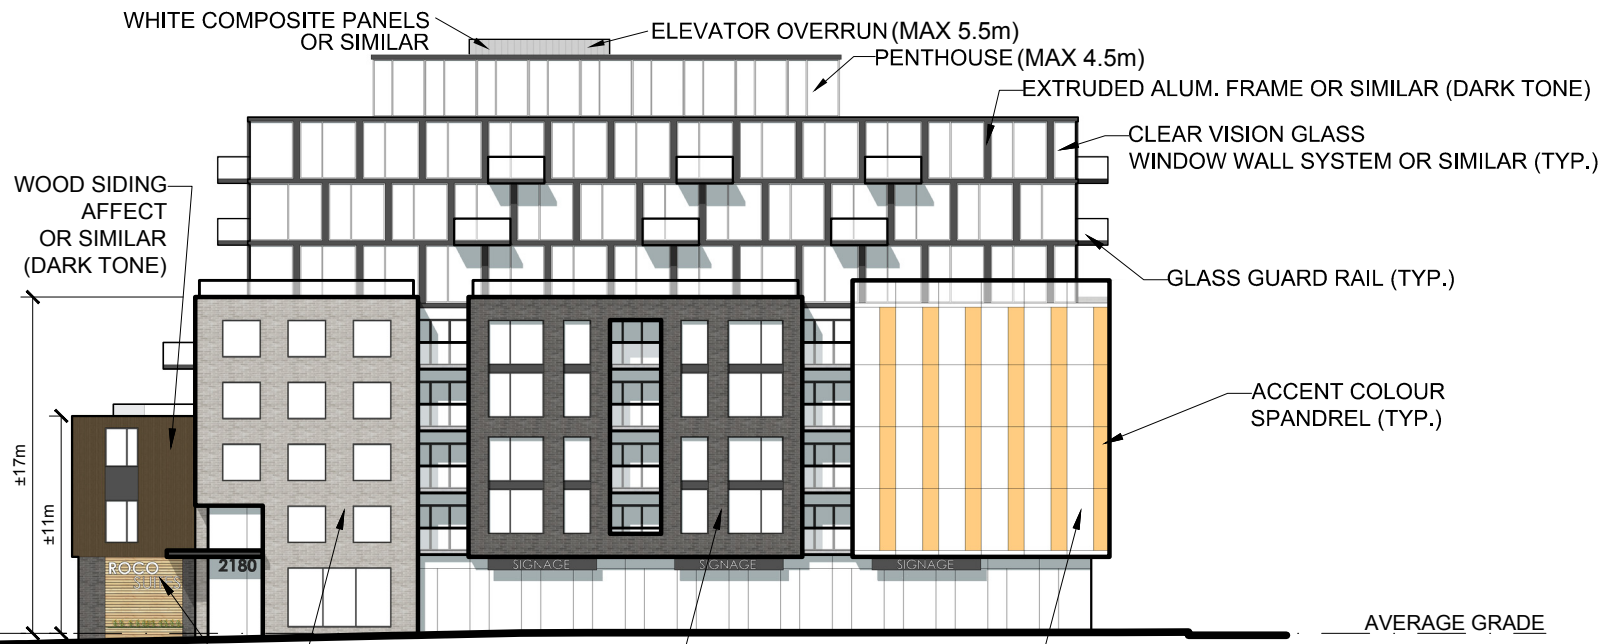 WHITE COMPOSITE PANELS
OR SIMILAR
ELEVATOR OVERRUN (MAX 5.5m)
PENTHOUSE (MAX 4.5m)
EXTRUDED ALUM. FRAME OR SIMILAR (DARK TONE)
CLEAR VISION GLASS
WINDOW WALL SYSTEM OR SIMILAR (TYP.)
WOOD SIDING
AFFECT
OR SIMILAR
(DARK TONE)
GLASS GUARD RAIL (TYP.)
ACCENT COLOUR
SPANDREL (TYP.)
±17m
±11m
ROCO
2180
SIGNAGE
SIGNAGE
SIGNAGE
AVERAGE GRADE